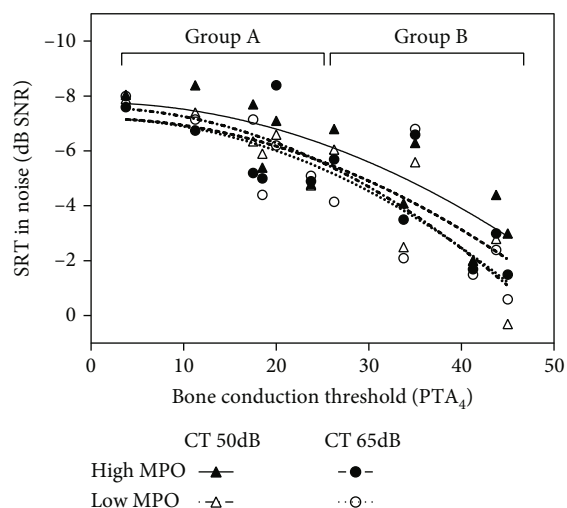 Group A Group B
−10
−8
−6
−4
−2
0
SRT in noise (dB SNR)
0 10 20 30 40 50
Bone conduction threshold (PTA₄)
CT 50dB CT 65dB
High MPO
Low MPO